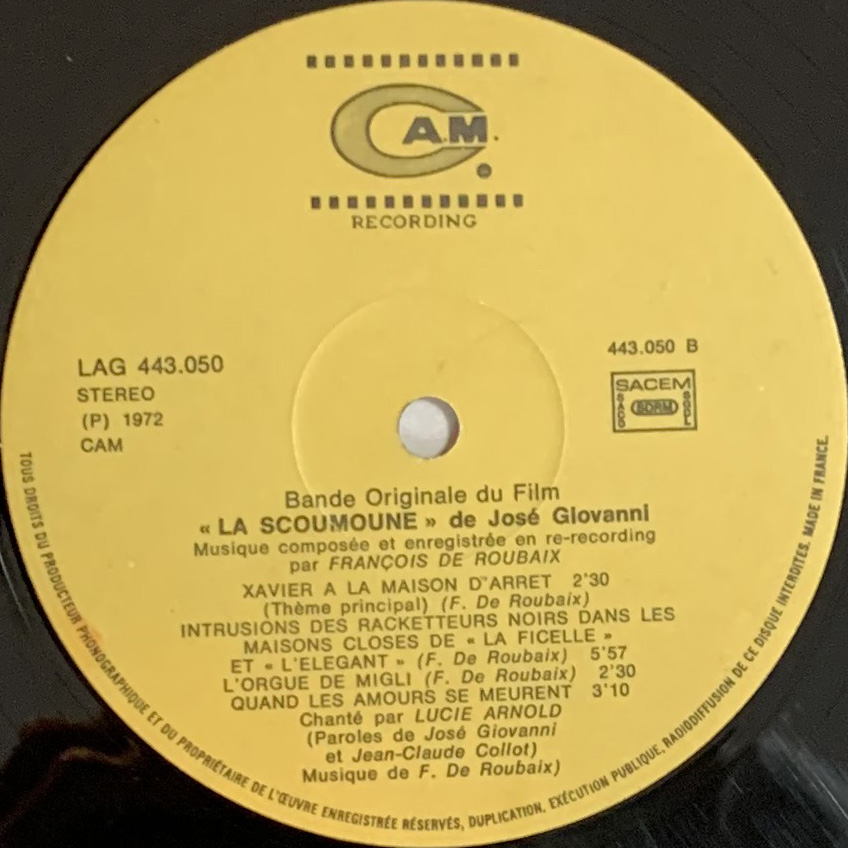 CAM.
RECORDING
LAG 443.050
STEREO
(P) 1972
CAM
443.050 B
SACEM
SACD
SDRM
SGDL
Bande Originale du Film
« LA SCOUMOUNE » de José Giovanni
Musique composée et enregistrée en re-recording
par FRANÇOIS DE ROUBAIX
XAVIER A LA MAISON D'ARRET 2'30
(Thème principal) (F. De Roubaix)
INTRUSIONS DES RACKETTEURS NOIRS DANS LES
MAISONS CLOSES DE « LA FICELLE »
ET « L'ELEGANT » (F. De Roubaix) 5'57
L'ORGUE DE MIGLI (F. De Roubaix) 2'30
QUAND LES AMOURS SE MEURENT 3'10
Chanté par LUCIE ARNOLD
(Paroles de José Giovanni
et Jean-Claude Collot)
Musique de F. De Roubaix)
TOUS DROITS DU PRODUCTEUR PHONOGRAPHIQUE ET DU PROPRIÉTAIRE DE L'ŒUVRE ENREGISTRÉE RÉSERVÉS, DUPLICATION, EXÉCUTION PUBLIQUE, RADIODIFFUSION DE CE DISQUE INTERDITES. MADE IN FRANCE.